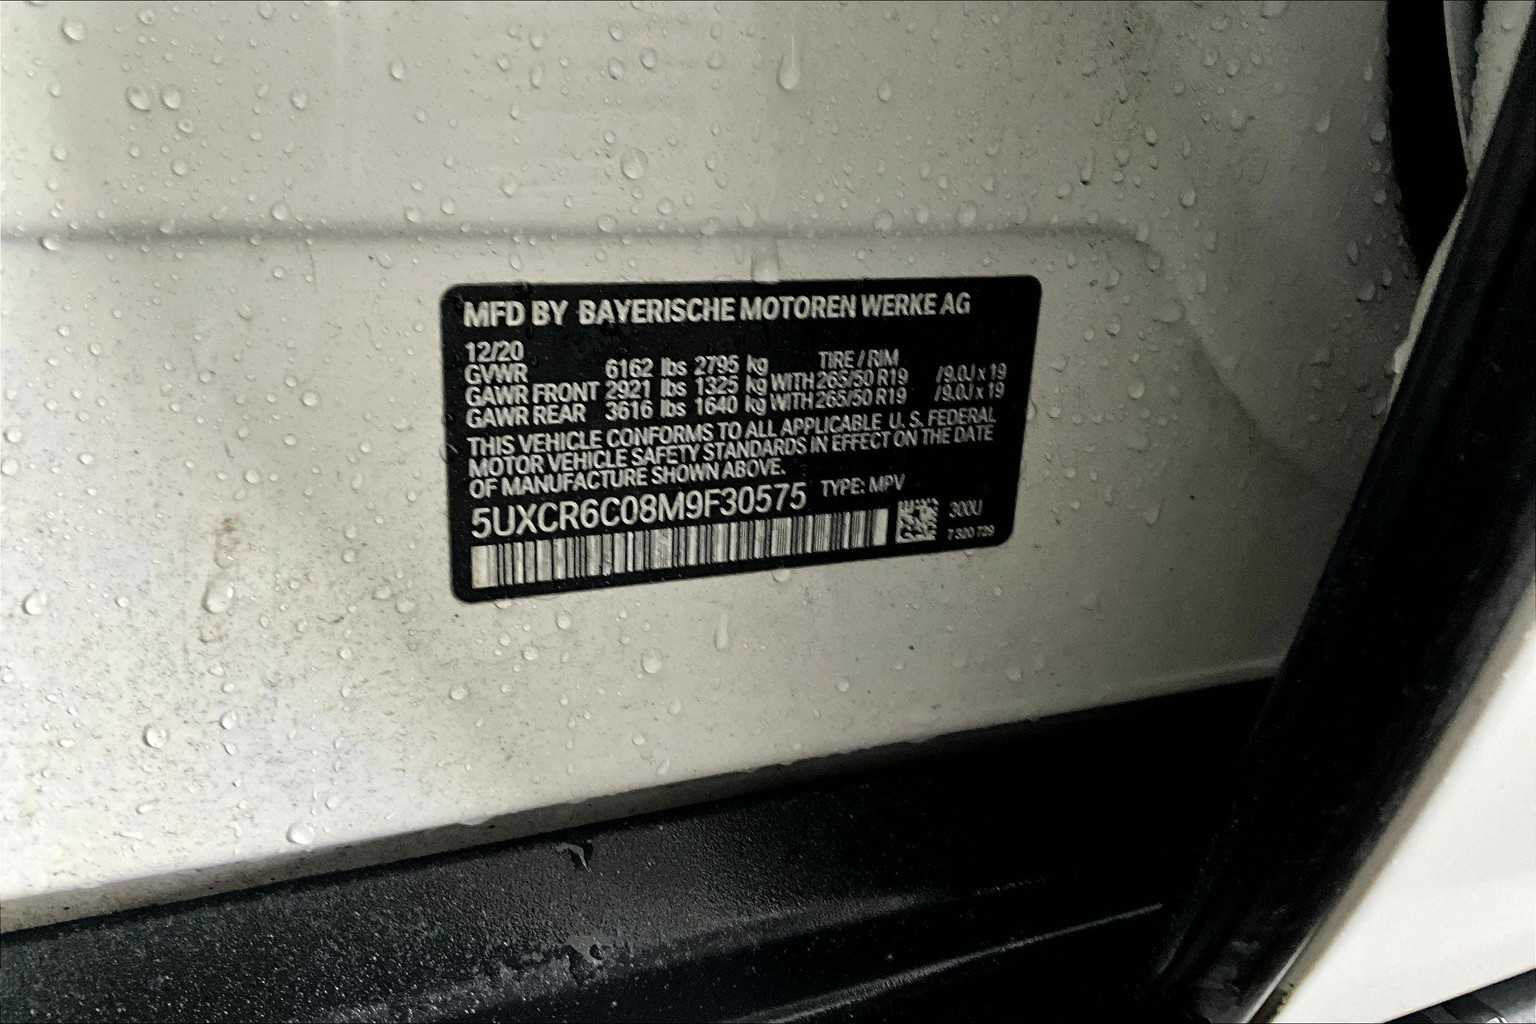 MFD BY BAYERISCHE MOTOREN WERKE AG
12/20
GVWR 6162 lbs 2795 kg TIRE / RIM
GAWR FRONT 2921 lbs 1325 kg WITH 265/50 R19 /9.0J x 19
GAWR REAR 3616 lbs 1640 kg WITH 265/50 R19 /9.0J x 19
THIS VEHICLE CONFORMS TO ALL APPLICABLE U. S. FEDERAL
MOTOR VEHICLE SAFETY STANDARDS IN EFFECT ON THE DATE
OF MANUFACTURE SHOWN ABOVE.
5UXCR6C08M9F30575 TYPE: MPV
300U
7 320 729